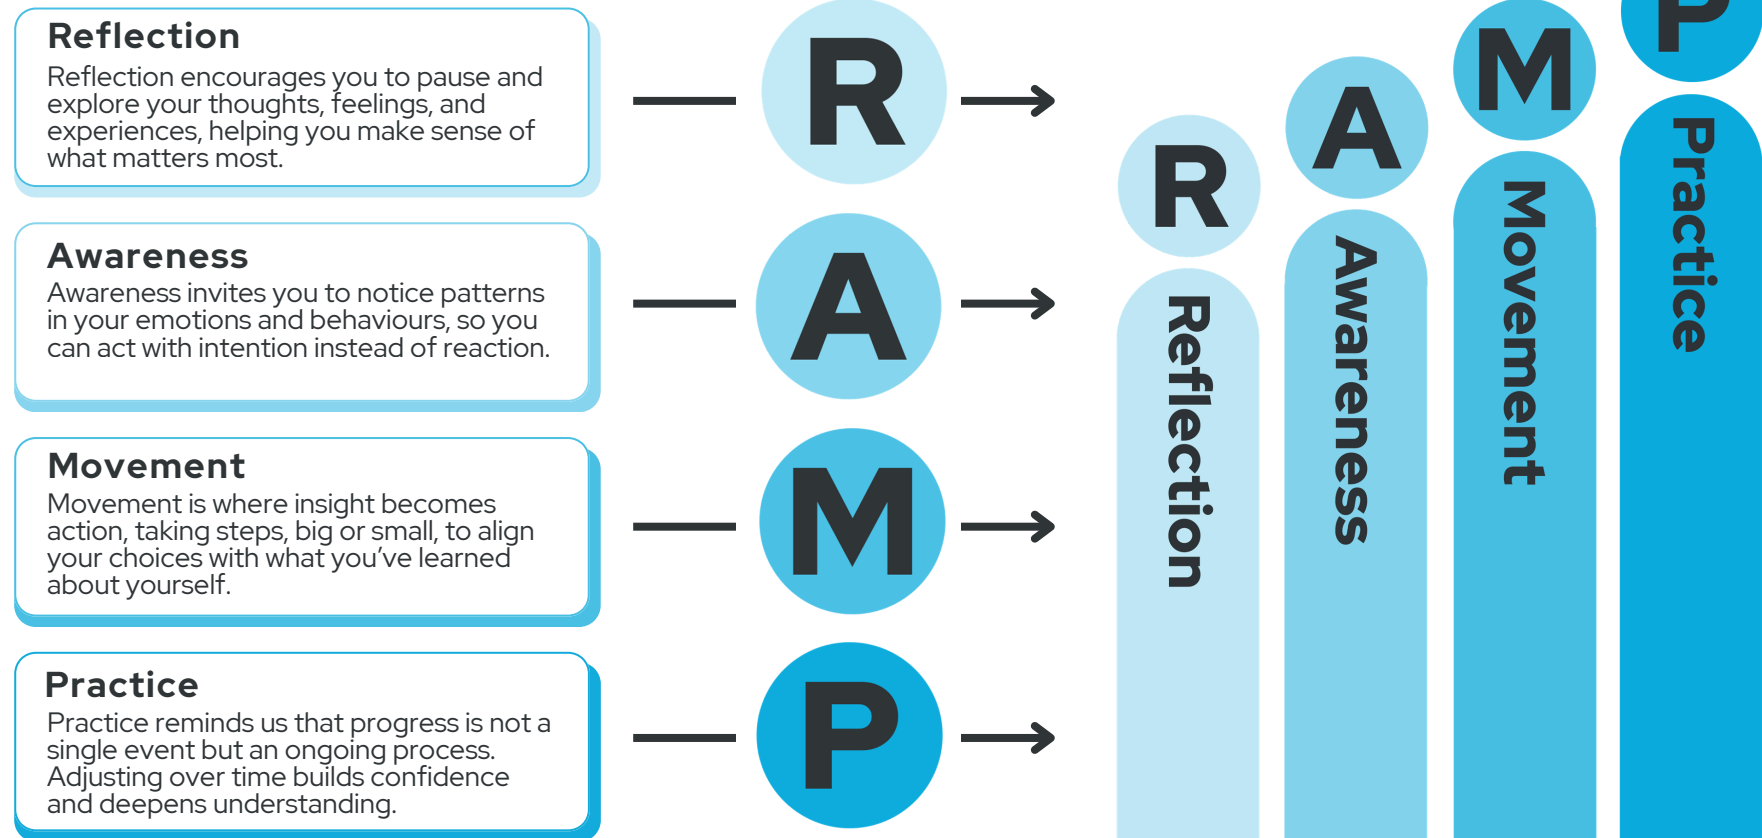 Reflection
Reflection encourages you to pause and
explore your thoughts, feelings, and
experiences, helping you make sense of
what matters most.
R
Awareness
Awareness invites you to notice patterns
in your emotions and behaviours, so you
can act with intention instead of reaction.
A
Movement
Movement is where insight becomes
action, taking steps, big or small, to align
your choices with what you’ve learned
about yourself.
M
Practice
Practice reminds us that progress is not a
single event but an ongoing process.
Adjusting over time builds confidence
and deepens understanding.
P
R
Reflection
A
Awareness
M
Movement
P
Practice